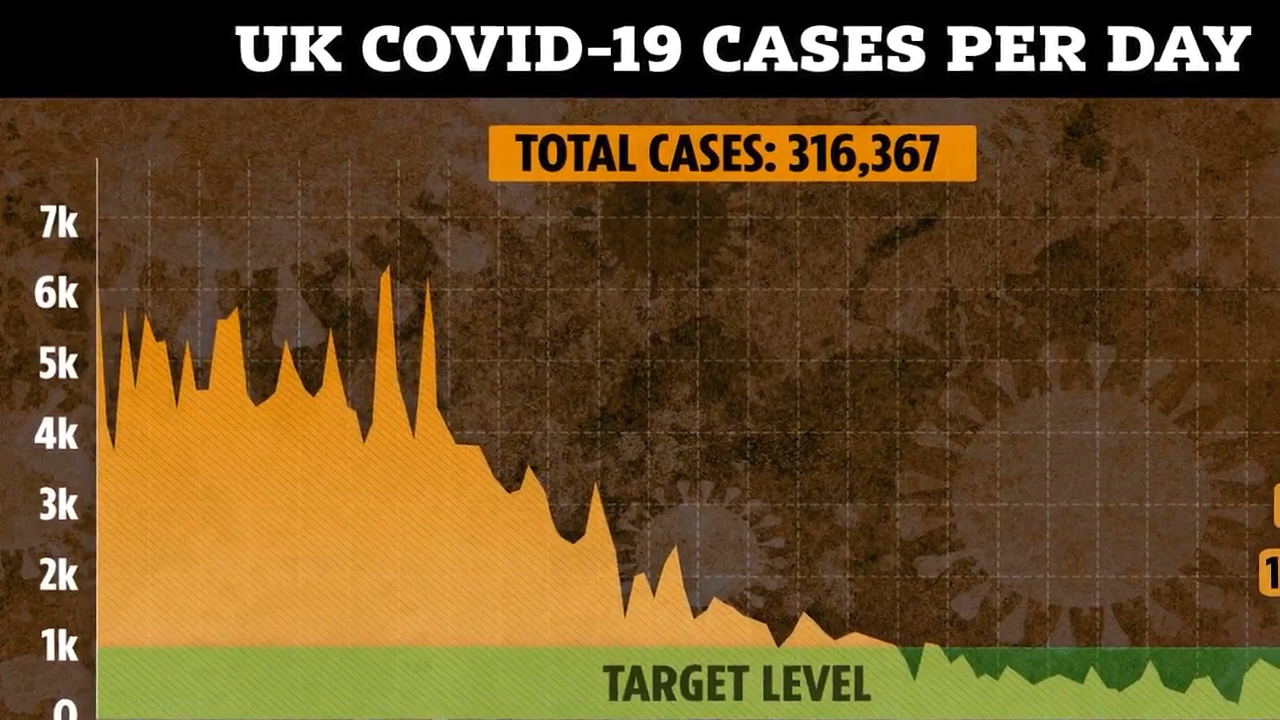 UK COVID-19 CASES PER DAY
TOTAL CASES: 316,367
7k
6k
5k
4k
3k
2k
1
1k
TARGET LEVEL
0